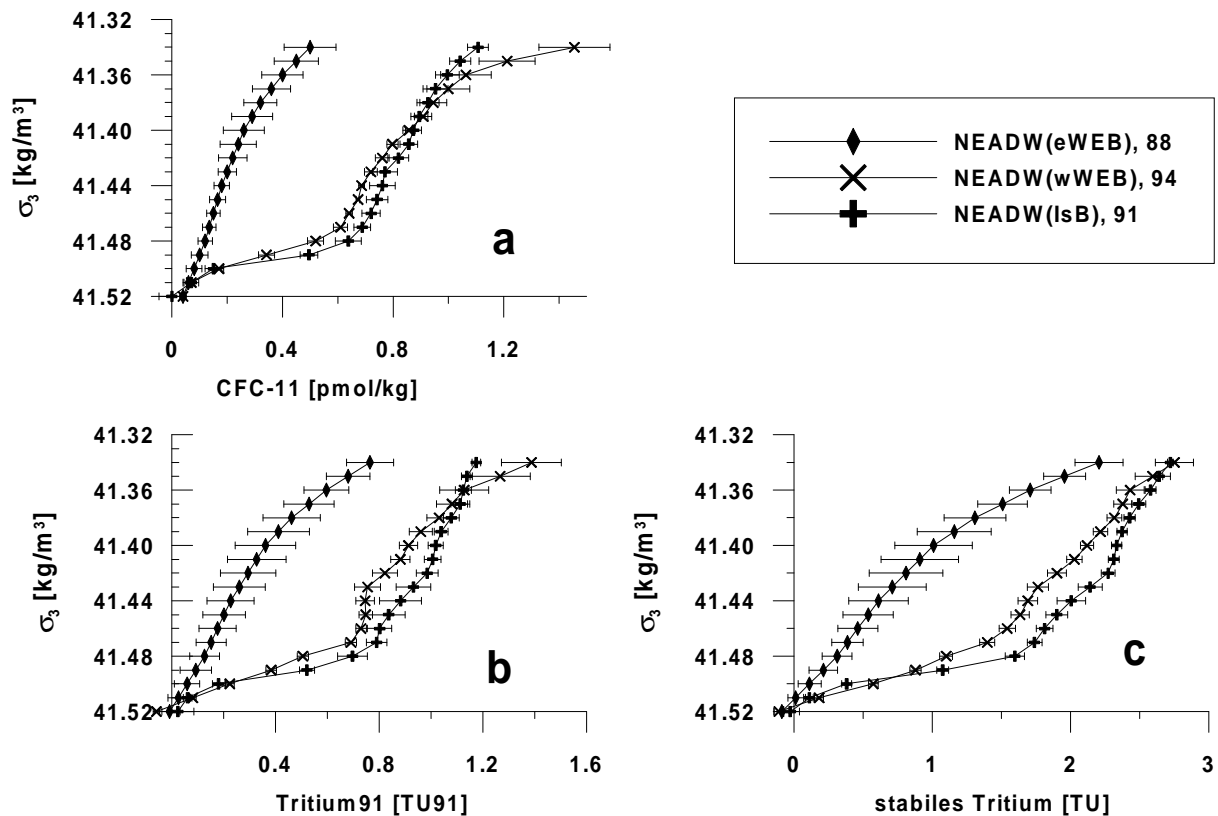 41.32
41.36
41.40
41.44
41.48
41.52
σ3 [kg/m³]
a
0
0.4
0.8
1.2
CFC-11 [pmol/kg]
NEADW(eWEB), 88
NEADW(wWEB), 94
NEADW(IsB), 91
41.32
41.36
41.40
41.44
41.48
41.52
σ3 [kg/m³]
b
0.4
0.8
1.2
1.6
Tritium91 [TU91]
41.32
41.36
41.40
41.44
41.48
41.52
σ3 [kg/m³]
c
0
1
2
3
stabiles Tritium [TU]